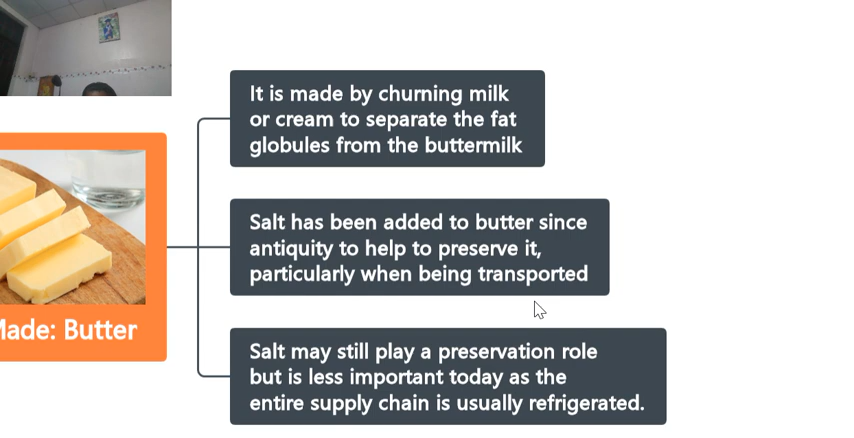 It is made by churning milk
or cream to separate the fat
globules from the buttermilk
Salt has been added to butter since
antiquity to help to preserve it,
particularly when being transported
Made: Butter
Salt may still play a preservation role
but is less important today as the
entire supply chain is usually refrigerated.